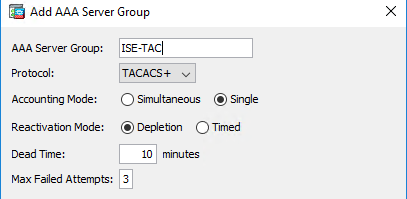 Add AAA Server Group
AAA Server Group: ISE-TAC
Protocol: TACACS+
Accounting Mode: Simultaneous Single
Reactivation Mode: Depletion Timed
Dead Time: 10 minutes
Max Failed Attempts: 3